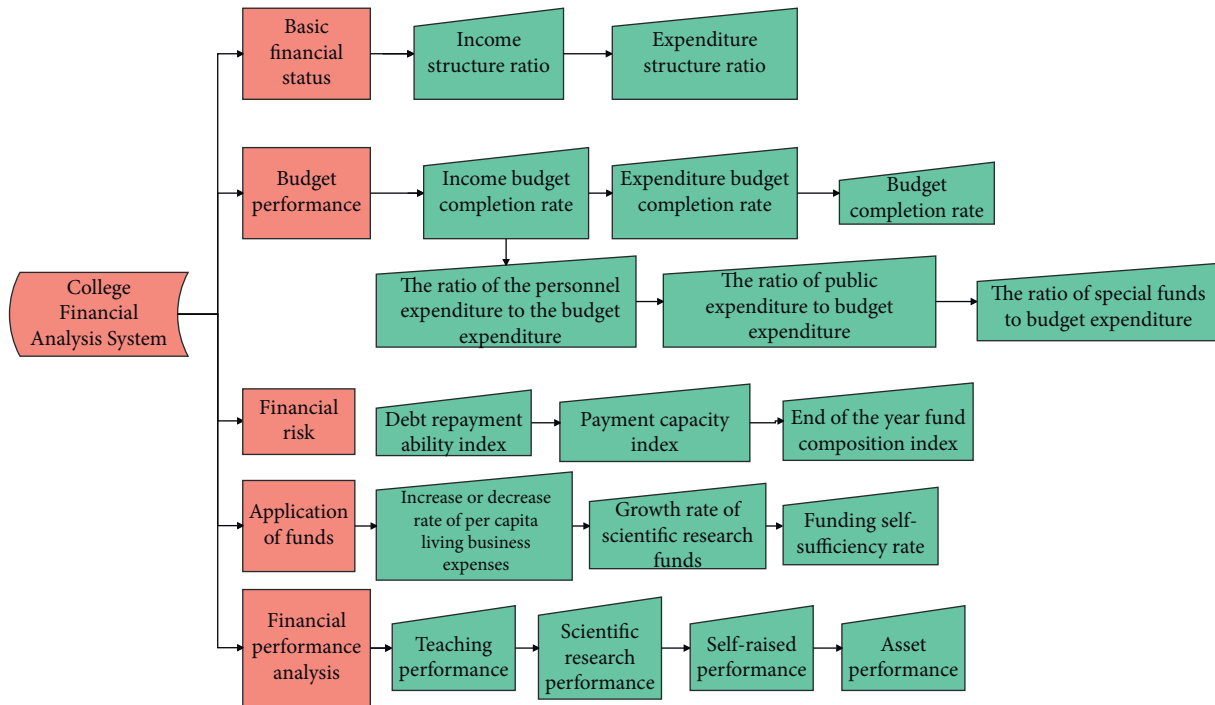 Basic
financial
status
Income
structure ratio
Expenditure
structure ratio
Budget
performance
Income budget
completion rate
Expenditure budget
completion rate
Budget
completion rate
College
Financial
Analysis System
The ratio of the personnel
expenditure to the budget
expenditure
The ratio of public
expenditure to budget
expenditure
The ratio of special funds
to budget expenditure
Financial
risk
Debt repayment
ability index
Payment capacity
index
End of the year fund
composition index
Application
of funds
Increase or decrease
rate of per capita
living business
expenses
Growth rate of
scientific research
funds
Funding self-
sufficiency rate
Financial
performance
analysis
Teaching
performance
Scientific
research
performance
Self-raised
performance
Asset
performance